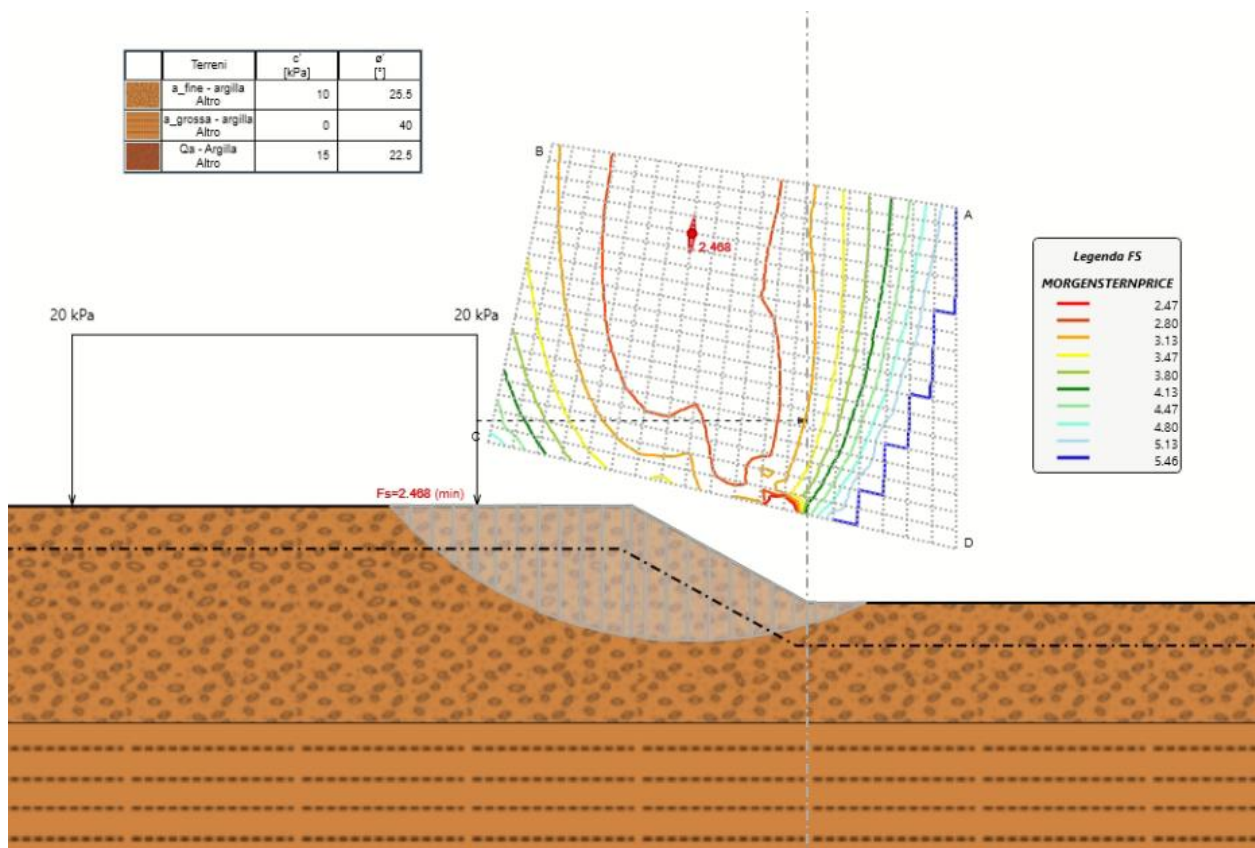 Terreni c' [kPa] ø' [°]
a_fine - argilla
Altro
10 25.5
a_grossa - argilla
Altro
0 40
Qa - Argilla
Altro
15 22.5
B
A
2.468
Legenda FS
MORGENSTERNPRICE
2.47
2.80
3.13
3.47
3.80
4.13
4.47
4.80
5.13
5.46
20 kPa
20 kPa
C
Fs=2.468 (min)
D